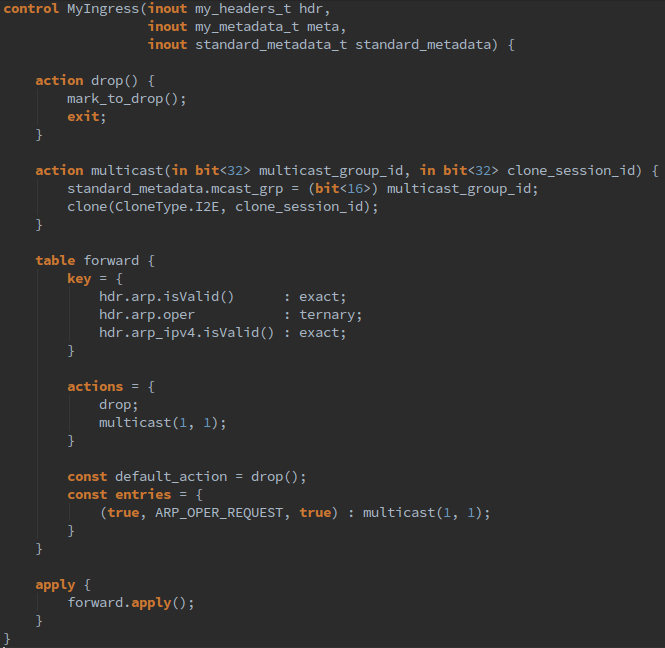 control MyIngress(inout my_headers_t hdr,
                  inout my_metadata_t meta,
                  inout standard_metadata_t standard_metadata) {

    action drop() {
        mark_to_drop();
        exit;
    }

    action multicast(in bit<32> multicast_group_id, in bit<32> clone_session_id) {
        standard_metadata.mcast_grp = (bit<16>) multicast_group_id;
        clone(CloneType.I2E, clone_session_id);
    }

    table forward {
        key = {
            hdr.arp.isValid()      : exact;
            hdr.arp.oper           : ternary;
            hdr.arp_ipv4.isValid() : exact;
        }

        actions = {
            drop;
            multicast(1, 1);
        }

        const default_action = drop();
        const entries = {
            (true, ARP_OPER_REQUEST, true) : multicast(1, 1);
        }
    }

    apply {
        forward.apply();
    }
}